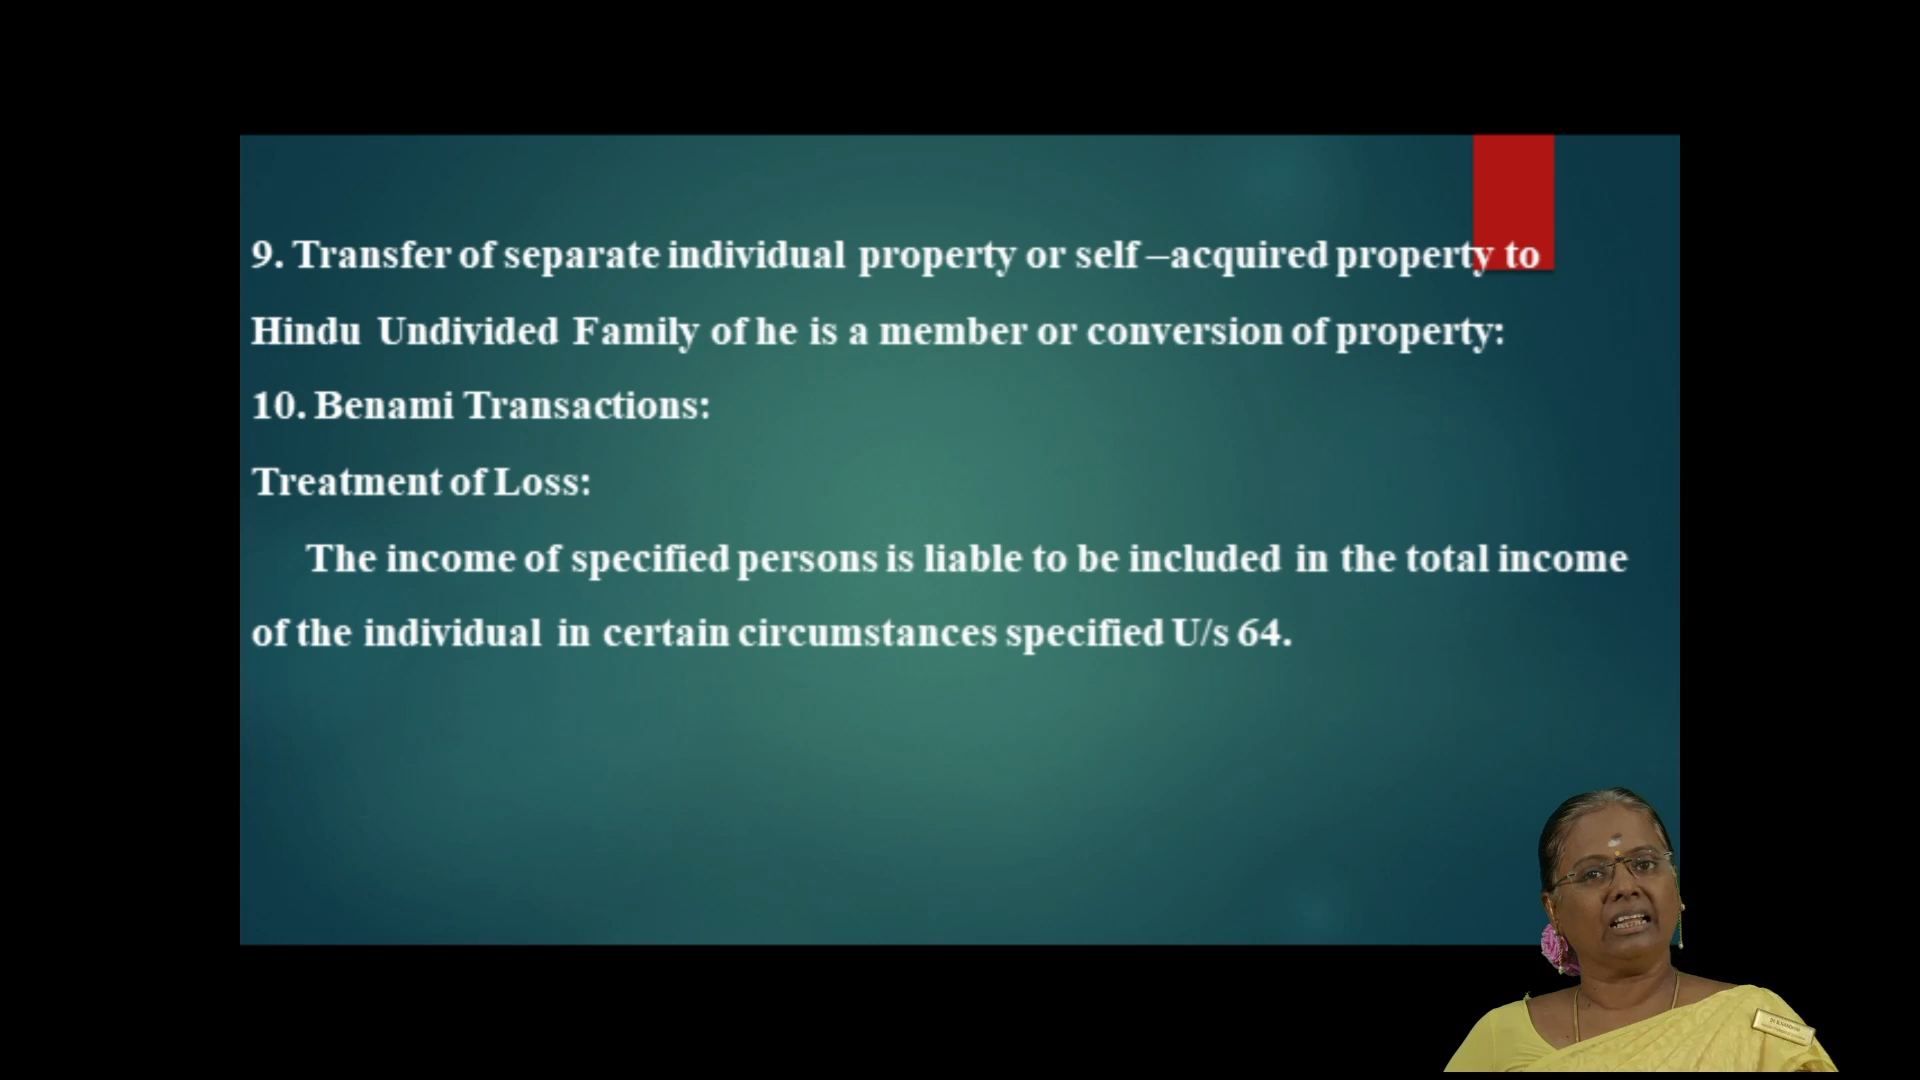 9. Transfer of separate individual property or self –acquired property to
Hindu Undivided Family of he is a member or conversion of property:
10. Benami Transactions:
Treatment of Loss:
The income of specified persons is liable to be included in the total income
of the individual in certain circumstances specified U/s 64.